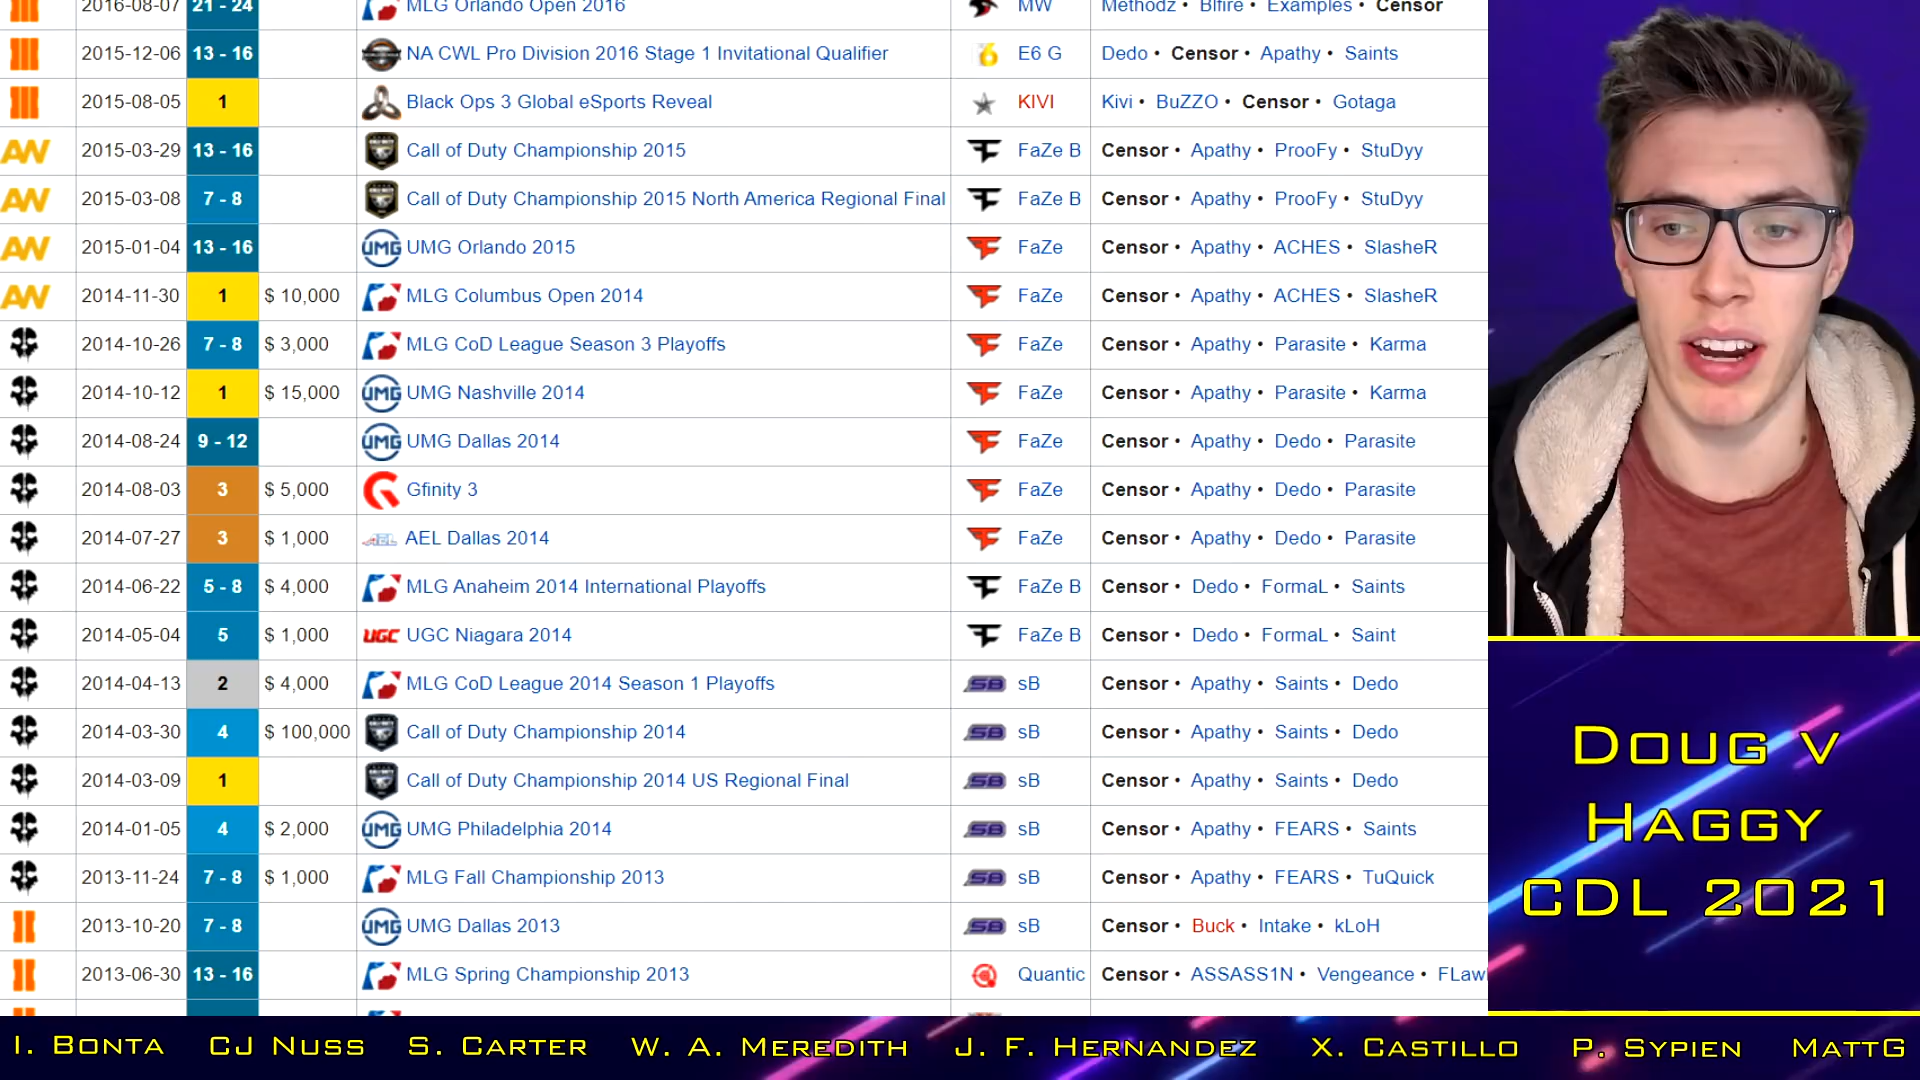 2016-08-07 21 - 24 MLG Orlando Open 2016 MW Methodz • Blfire • Examples • Censor
2015-12-06 13 - 16 NA CWL Pro Division 2016 Stage 1 Invitational Qualifier E6 G Dedo • Censor • Apathy • Saints
2015-08-05 1 Black Ops 3 Global eSports Reveal KIVI Kivi • BuZZO • Censor • Gotaga
AW 2015-03-29 13 - 16 Call of Duty Championship 2015 FaZe B Censor • Apathy • ProoFy • StuDyy
AW 2015-03-08 7 - 8 Call of Duty Championship 2015 North America Regional Final FaZe B Censor • Apathy • ProoFy • StuDyy
AW 2015-01-04 13 - 16 UMG UMG Orlando 2015 FaZe Censor • Apathy • ACHES • SlasheR
AW 2014-11-30 1 $ 10,000 MLG Columbus Open 2014 FaZe Censor • Apathy • ACHES • SlasheR
2014-10-26 7 - 8 $ 3,000 MLG CoD League Season 3 Playoffs FaZe Censor • Apathy • Parasite • Karma
2014-10-12 1 $ 15,000 UMG UMG Nashville 2014 FaZe Censor • Apathy • Parasite • Karma
2014-08-24 9 - 12 UMG UMG Dallas 2014 FaZe Censor • Apathy • Dedo • Parasite
2014-08-03 3 $ 5,000 Gfinity 3 FaZe Censor • Apathy • Dedo • Parasite
2014-07-27 3 $ 1,000 AEL AEL Dallas 2014 FaZe Censor • Apathy • Dedo • Parasite
2014-06-22 5 - 8 $ 4,000 MLG Anaheim 2014 International Playoffs FaZe B Censor • Dedo • FormaL • Saints
2014-05-04 5 $ 1,000 UGC UGC Niagara 2014 FaZe B Censor • Dedo • FormaL • Saint
2014-04-13 2 $ 4,000 MLG CoD League 2014 Season 1 Playoffs SB sB Censor • Apathy • Saints • Dedo
2014-03-30 4 $ 100,000 Call of Duty Championship 2014 SB sB Censor • Apathy • Saints • Dedo
2014-03-09 1 Call of Duty Championship 2014 US Regional Final SB sB Censor • Apathy • Saints • Dedo
2014-01-05 4 $ 2,000 UMG UMG Philadelphia 2014 SB sB Censor • Apathy • FEARS • Saints
2013-11-24 7 - 8 $ 1,000 MLG Fall Championship 2013 SB sB Censor • Apathy • FEARS • TuQuick
2013-10-20 7 - 8 UMG UMG Dallas 2013 SB sB Censor • Buck • Intake • kLoH
2013-06-30 13 - 16 MLG Spring Championship 2013 Quantic Censor • ASSASS1N • Vengeance • FLaw
DOUG V
HAGGY
CDL 2021
I. BONTA CJ NUSS S. CARTER W. A. MEREDITH J. F. HERNANDEZ X. CASTILLO P. SYPIEN MATTG